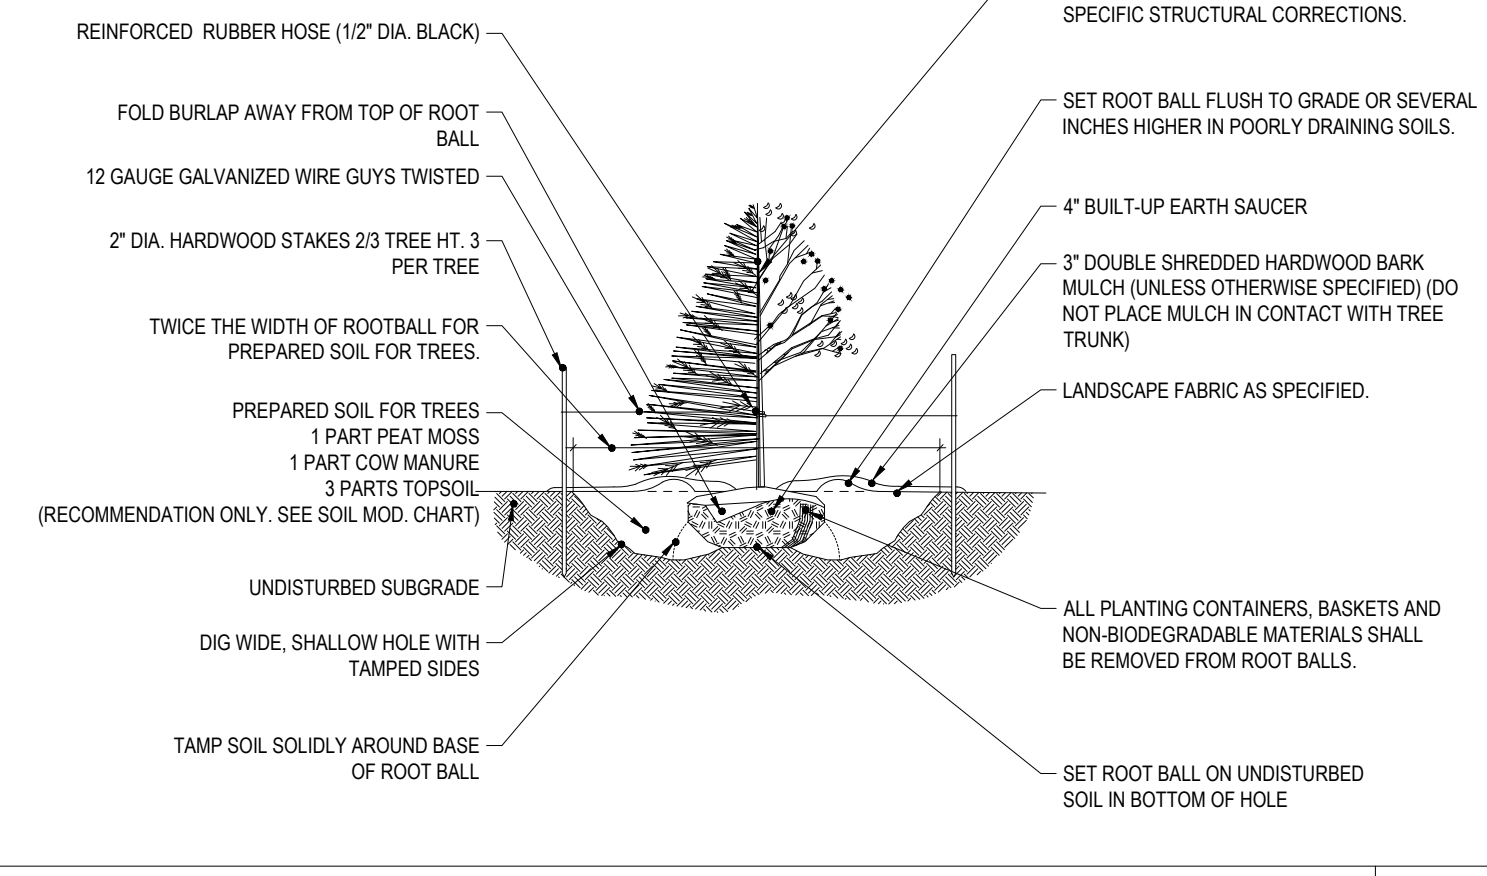 REINFORCED RUBBER HOSE (1/2" DIA. BLACK)
FOLD BURLAP AWAY FROM TOP OF ROOT
BALL
12 GAUGE GALVANIZED WIRE GUYS TWISTED
2" DIA. HARDWOOD STAKES 2/3 TREE HT. 3
PER TREE
TWICE THE WIDTH OF ROOTBALL FOR
PREPARED SOIL FOR TREES.
PREPARED SOIL FOR TREES
1 PART PEAT MOSS
1 PART COW MANURE
3 PARTS TOPSOIL
(RECOMMENDATION ONLY. SEE SOIL MOD. CHART)
UNDISTURBED SUBGRADE
DIG WIDE, SHALLOW HOLE WITH
TAMPED SIDES
TAMP SOIL SOLIDLY AROUND BASE
OF ROOT BALL
SPECIFIC STRUCTURAL CORRECTIONS.
SET ROOT BALL FLUSH TO GRADE OR SEVERAL
INCHES HIGHER IN POORLY DRAINING SOILS.
4" BUILT-UP EARTH SAUCER
3" DOUBLE SHREDDED HARDWOOD BARK
MULCH (UNLESS OTHERWISE SPECIFIED) (DO
NOT PLACE MULCH IN CONTACT WITH TREE
TRUNK)
LANDSCAPE FABRIC AS SPECIFIED.
ALL PLANTING CONTAINERS, BASKETS AND
NON-BIODEGRADABLE MATERIALS SHALL
BE REMOVED FROM ROOT BALLS.
SET ROOT BALL ON UNDISTURBED
SOIL IN BOTTOM OF HOLE